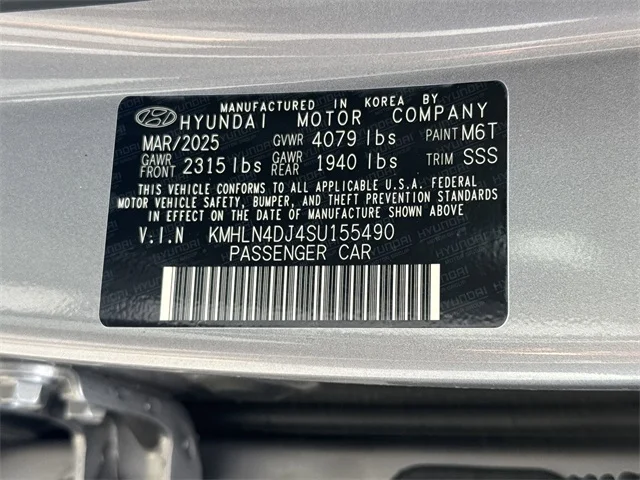 MANUFACTURED IN KOREA BY
HYUNDAI MOTOR COMPANY
MAR/2025 GVWR 4079 lbs PAINT M6T
GAWR FRONT 2315 lbs GAWR REAR 1940 lbs TRIM SSS
THIS VEHICLE CONFORMS TO ALL APPLICABLE U.S.A. FEDERAL
MOTOR VEHICLE SAFETY, BUMPER, AND THEFT PREVENTION STANDARDS
IN EFFECT ON THE DATE OF MANUFACTURE SHOWN ABOVE.
V.I.N KMHLN4DJ4SU155490
PASSENGER CAR